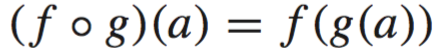 (f ∘ g)(a) = f(g(a))